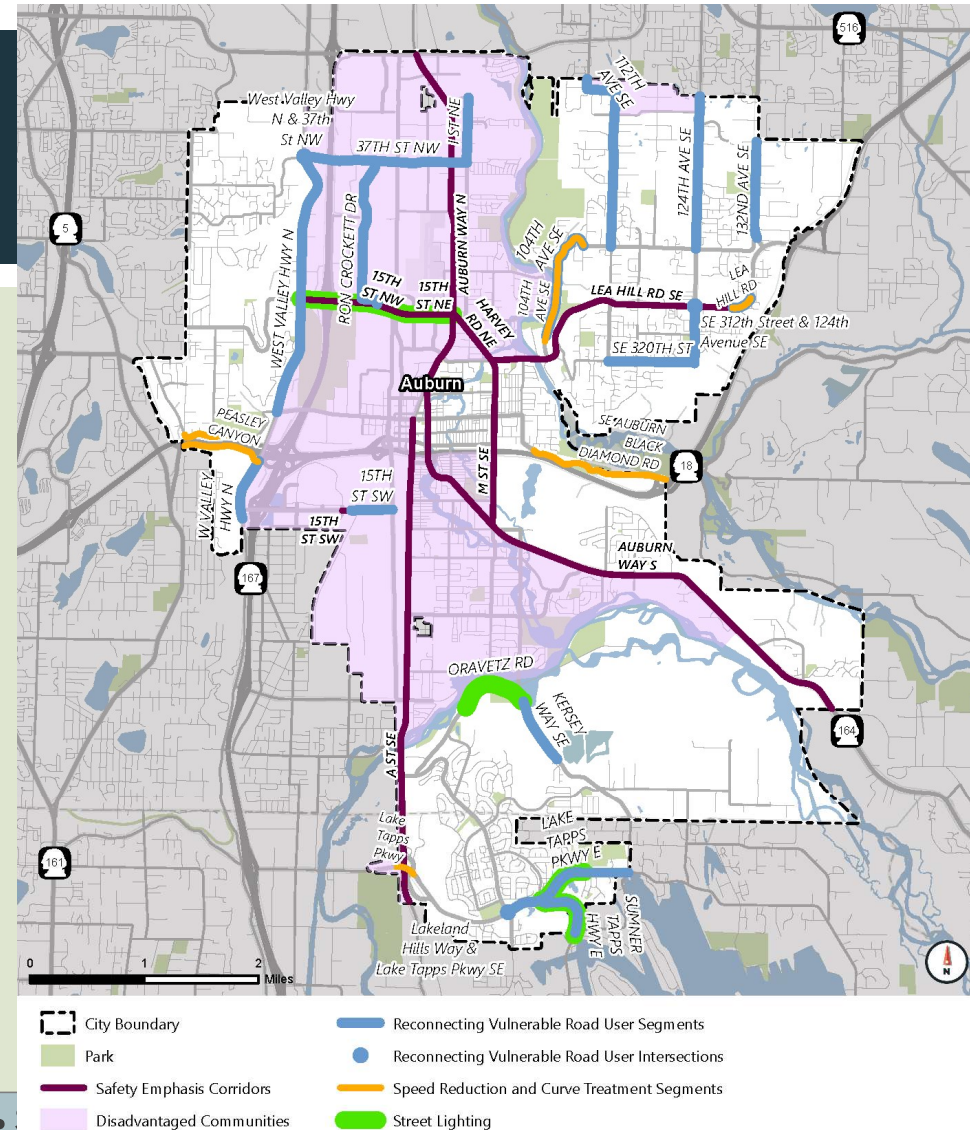 516
112TH
AVE SE
West Valley Hwy
N & 37th
St NW
I ST NE
37TH ST NW
124TH AVE SE
132ND AVE SE
5
RON CROCKETT DR
AUBURN WAY N
104TH
AVE SE
WEST VALLEY HWY N
15TH
ST NW
15TH
ST NE
HARVEY
RD NE
104TH
AVE SE
LEA HILL RD SE
LEA
HILL RD
SE 312th Street & 124th
Avenue SE
SE 320TH ST
Auburn
PEASLEY
CANYON
SE AUBURN
BLACK
DIAMOND RD
18
W VALLEY
HWY N
15TH
ST SW
M ST SE
15TH
ST SW
AUBURN
WAY S
167
ORAVETZ RD
KERSEY
WAY SE
164
A ST SE
Lake
Tapps
Pkwy
LAKE
TAPPS
PKWY E
161
SUMNER
TAPPS
HWY E
Lakeland
Hills Way &
Lake Tapps Pkwy SE
0 1 2
Miles
N
City Boundary
Park
Safety Emphasis Corridors
Disadvantaged Communities
Reconnecting Vulnerable Road User Segments
Reconnecting Vulnerable Road User Intersections
Speed Reduction and Curve Treatment Segments
Street Lighting